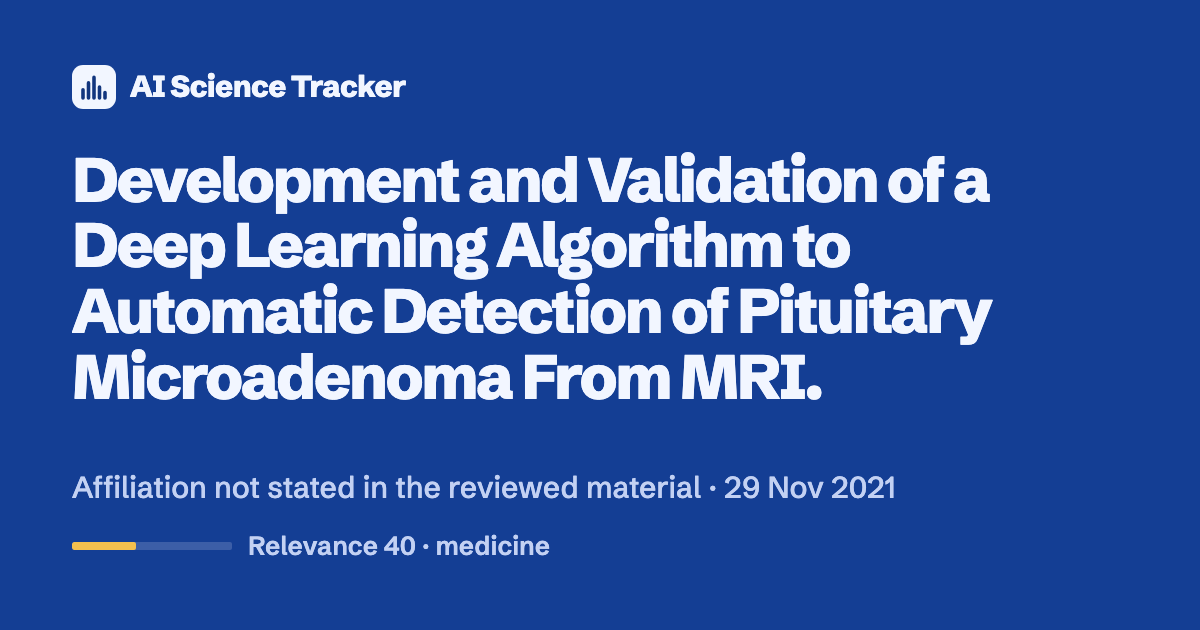 AI Science Tracker
Development and Validation of a
Deep Learning Algorithm to
Automatic Detection of Pituitary
Microadenoma From MRI.
Affiliation not stated in the reviewed material · 29 Nov 2021
Relevance 40 · medicine